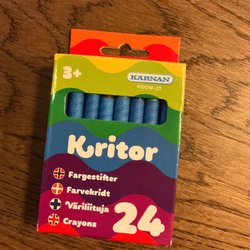 3+
KARNAN
Kritor
Fargestifter
Farvekridt
Väriliituja
Crayons
24